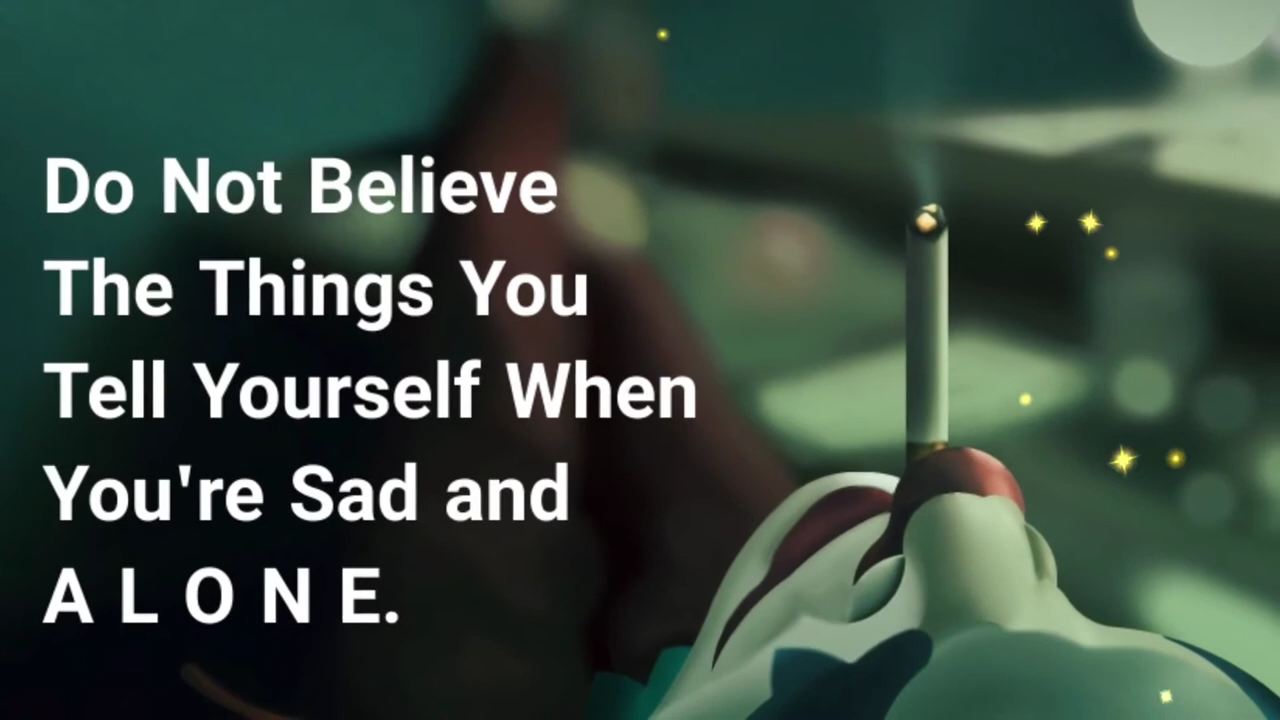 Do Not Believe
The Things You
Tell Yourself When
You're Sad and
A L O N E.